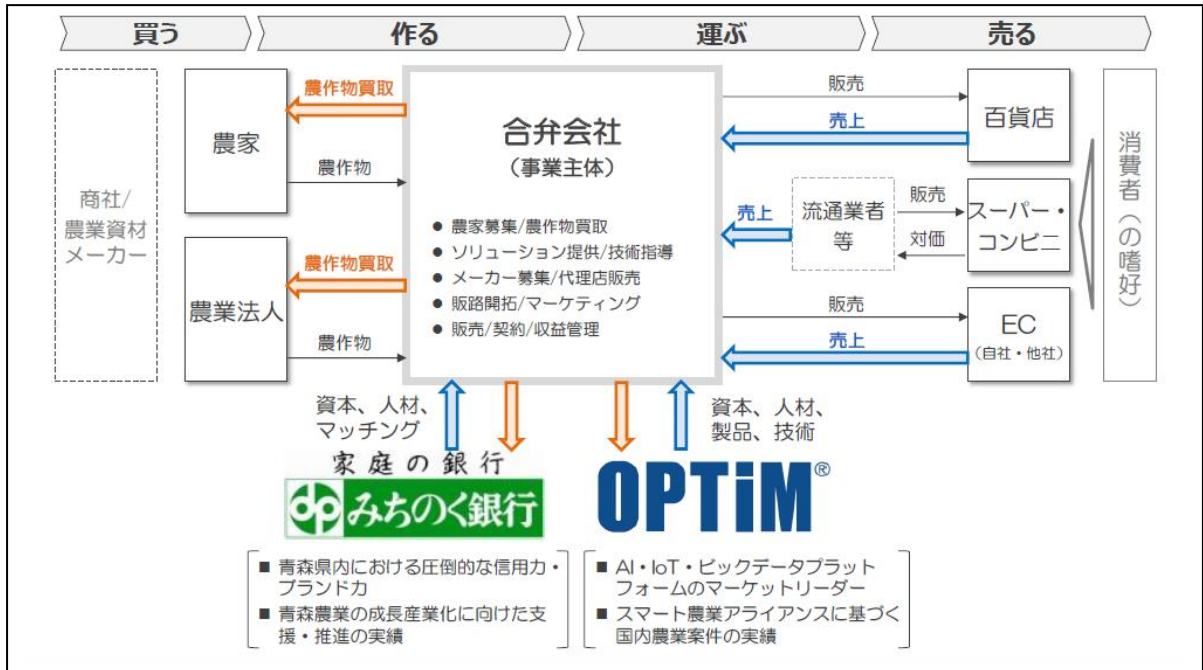 買う
作る
運ぶ
売る
商社/
農業資材
メーカー
農家
農業法人
農作物買取
農作物
農作物買取
農作物
合弁会社
（事業主体）
● 農家募集/農作物買取
● ソリューション提供/技術指導
● メーカー募集/代理店販売
● 販路開拓/マーケティング
● 販売/契約/収益管理
販売
売上
百貨店
売上
流通業者
等
販売
対価
スーパー・
コンビニ
販売
売上
EC
（自社・他社）
消費者（の嗜好）
資本、人材、
マッチング
資本、人材、
製品、技術
家庭の銀行
dp みちのく銀行
OPTiM®
■ 青森県内における圧倒的な信用力・
ブランド力
■ 青森農業の成長産業化に向けた支
援・推進の実績
■ AI・IoT・ビックデータプラット
フォームのマーケットリーダー
■ スマート農業アライアンスに基づく
国内農業案件の実績